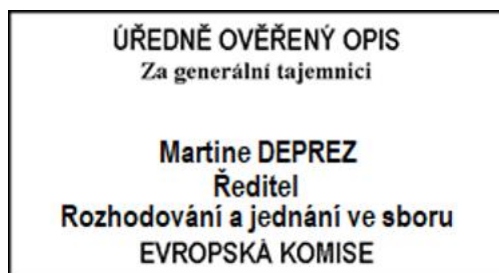 ÚŘEDNĚ OVĚŘENÝ OPIS
Za generální tajemnici
Martine DEPREZ
Ředitel
Rozhodování a jednání ve sboru
EVROPSKÁ KOMISE